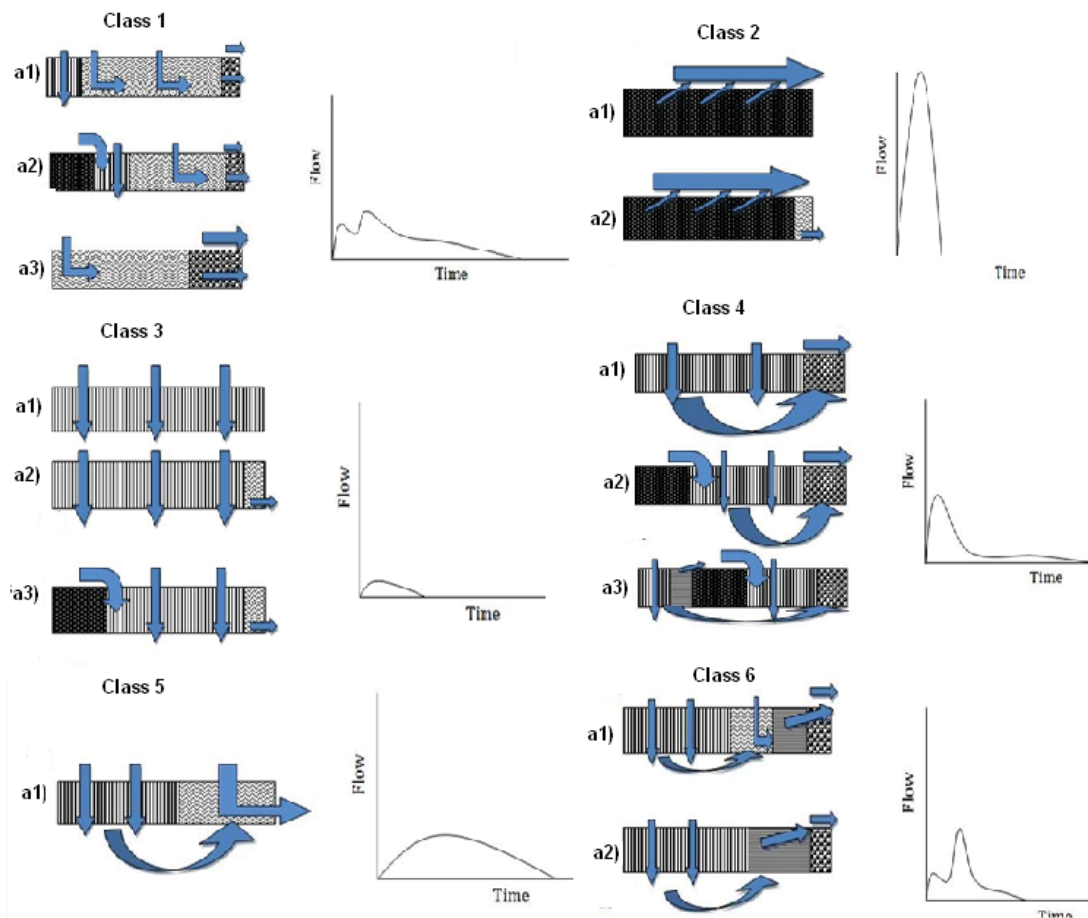 Class 1
a1)
a2)
a3)
Flow
Time
Class 2
a1)
a2)
Flow
Time
Class 3
a1)
a2)
a3)
Flow
Time
Class 4
a1)
a2)
a3)
Flow
Time
Class 5
a1)
Flow
Time
Class 6
a1)
a2)
Flow
Time